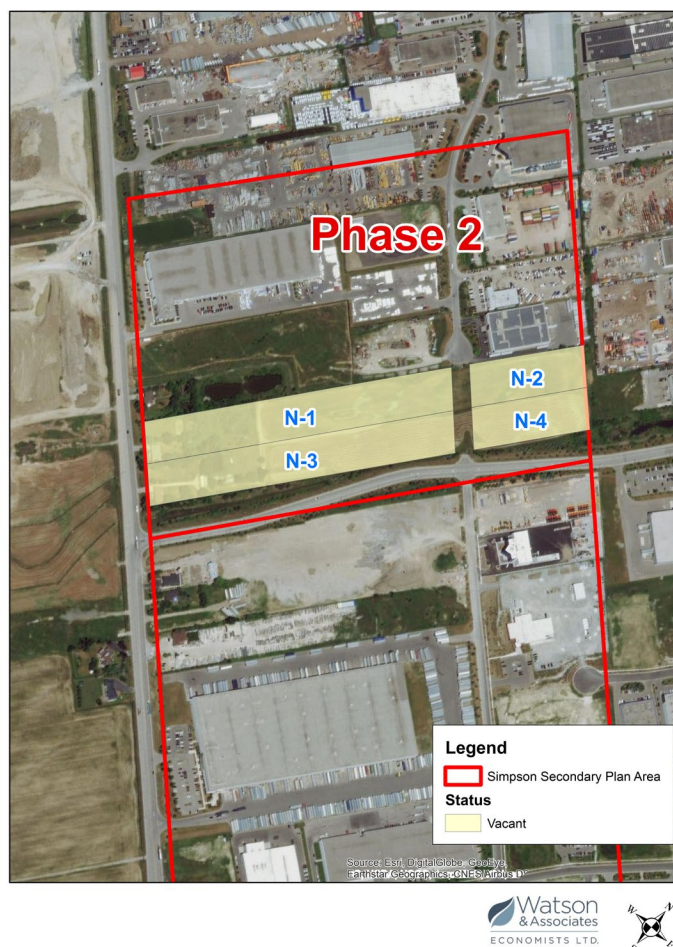 Phase 2
N-2
N-1
N-4
N-3
Legend
Simpson Secondary Plan Area
Status
Vacant
Source: Esri, DigitalGlobe, GeoEye,
Earthstar Geographics, CNES/Airbus D
Watson
& Associates
ECONOMISTS LTD.
W
N
S